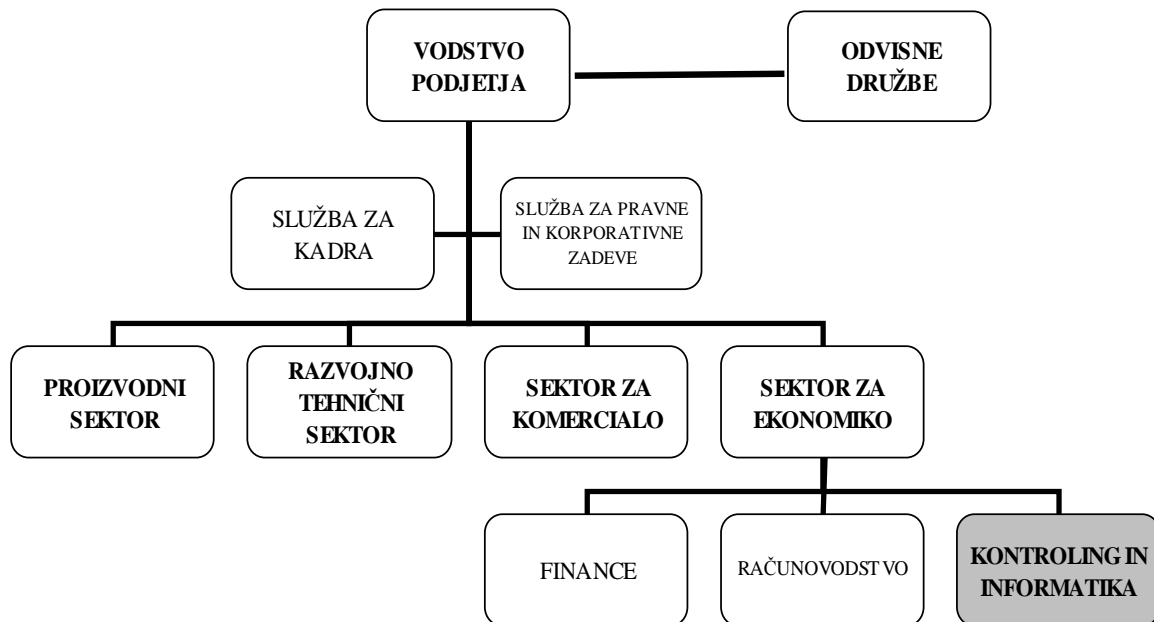 VODSTVO
PODJETJA
ODVISNE
DRUŽBE
SLUŽBA ZA
KADRA
SLUŽBA ZA PRAVNE
IN KORPORATIVNE
ZADEVE
PROIZVODNI
SEKTOR
RAZVOJNO
TEHNIČNI
SEKTOR
SEKTOR ZA
KOMERCIALO
SEKTOR ZA
EKONOMIKO
FINANCE
RAČUNOVODSTVO
KONTROLING IN
INFORMATIKA